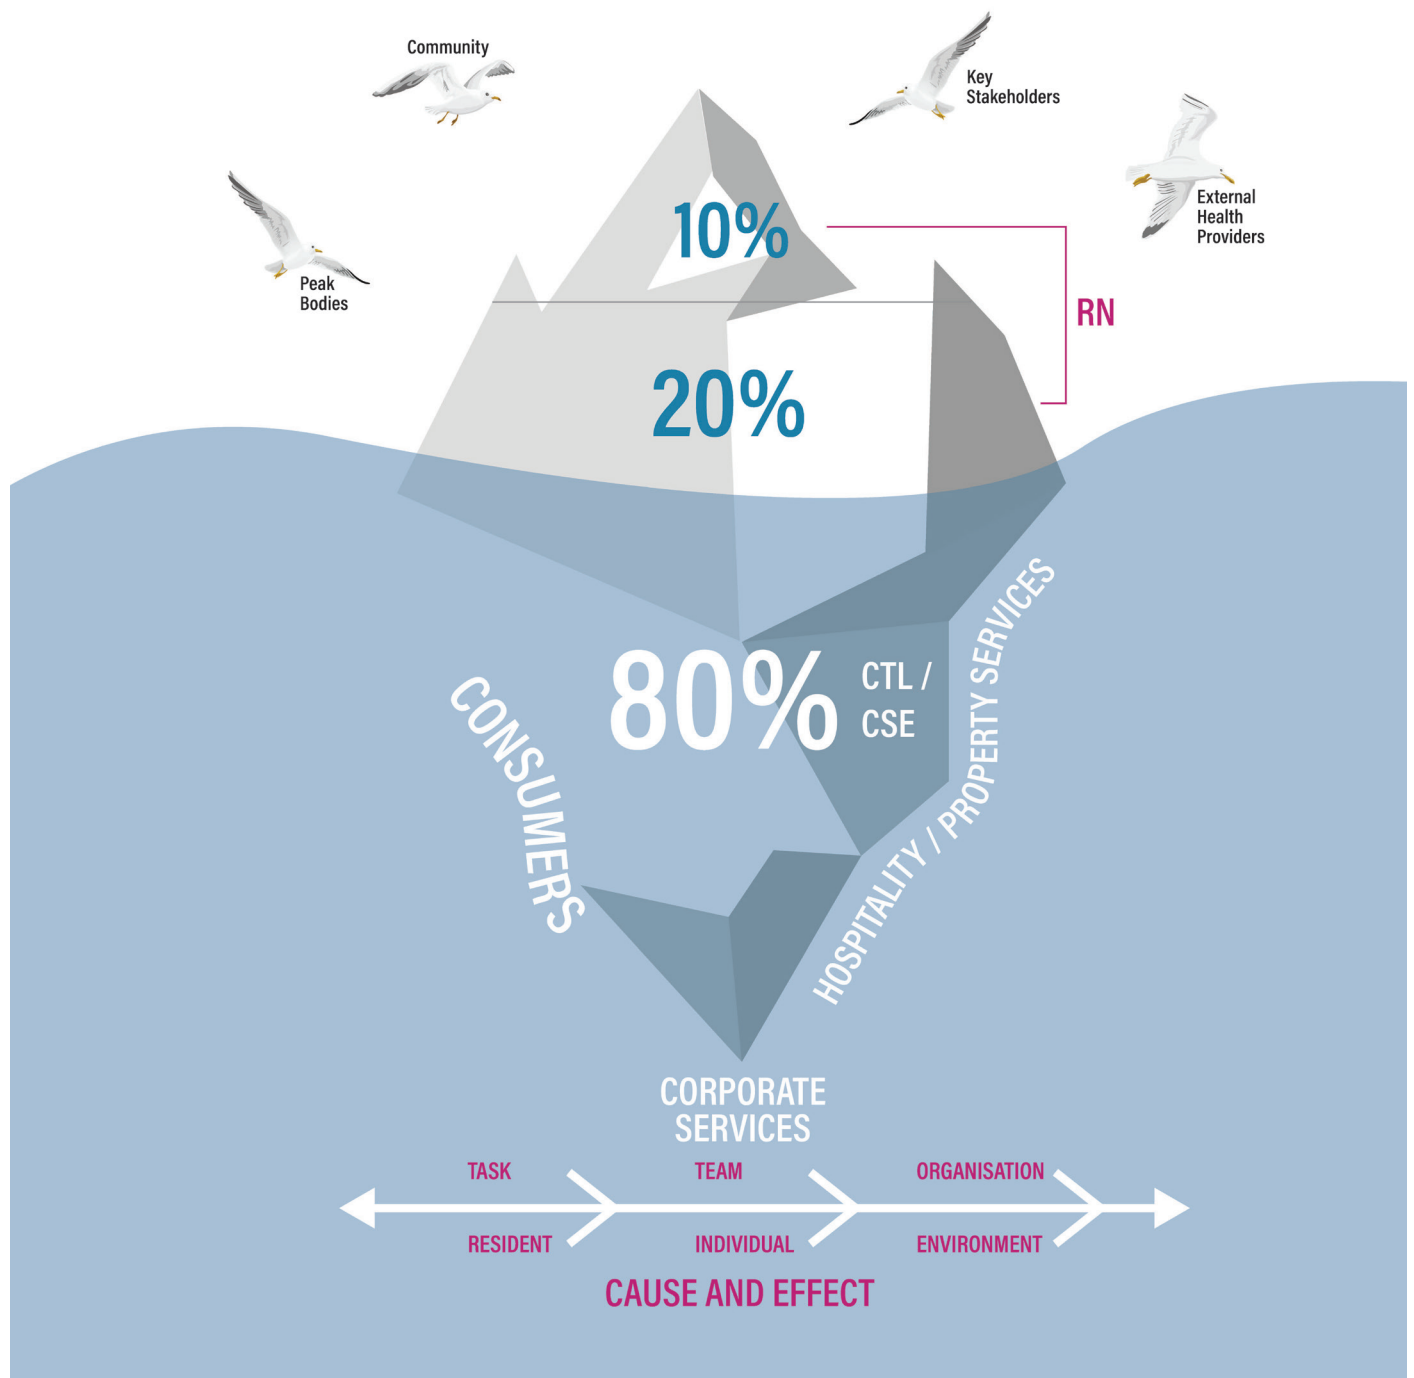 Community
Key
Stakeholders
External
Health
Providers
Peak
Bodies
10%
RN
20%
80%
CTL /
CSE
CONSUMERS
HOSPITALITY / PROPERTY SERVICES
CORPORATE
SERVICES
TASK
TEAM
ORGANISATION
RESIDENT
INDIVIDUAL
ENVIRONMENT
CAUSE AND EFFECT